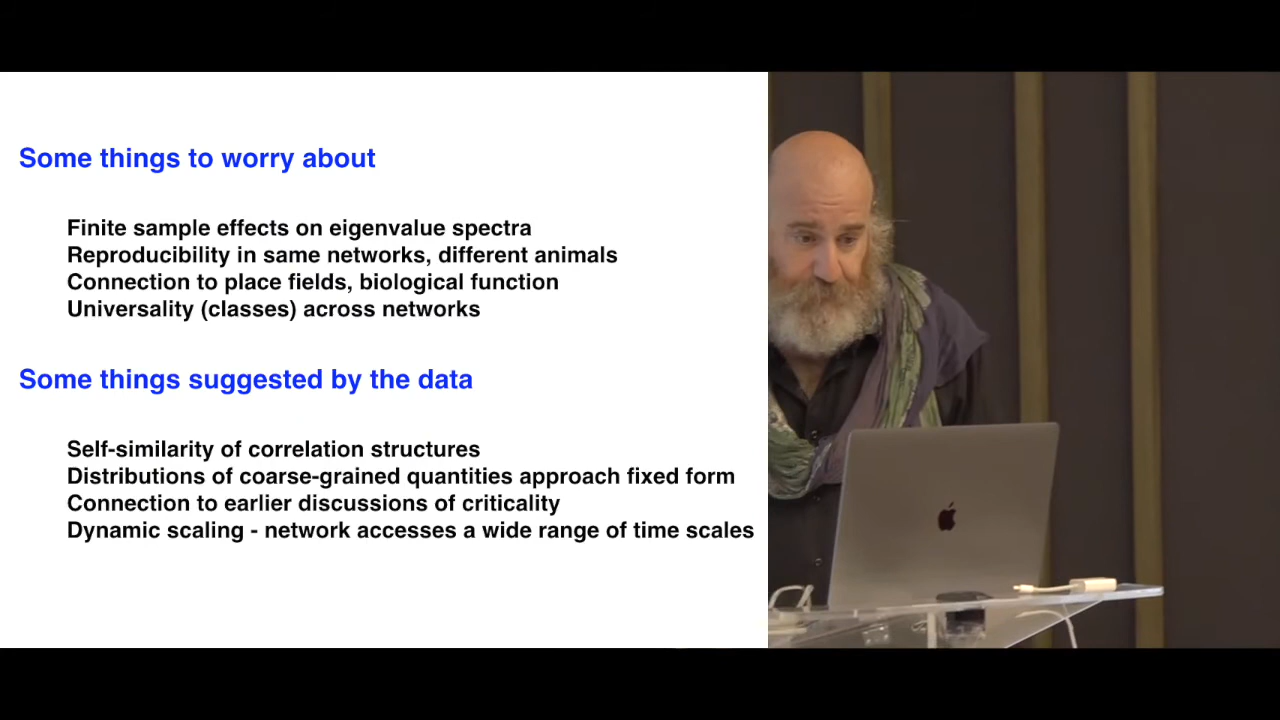 Some things to worry about
Finite sample effects on eigenvalue spectra
Reproducibility in same networks, different animals
Connection to place fields, biological function
Universality (classes) across networks
Some things suggested by the data
Self-similarity of correlation structures
Distributions of coarse-grained quantities approach fixed form
Connection to earlier discussions of criticality
Dynamic scaling - network accesses a wide range of time scales